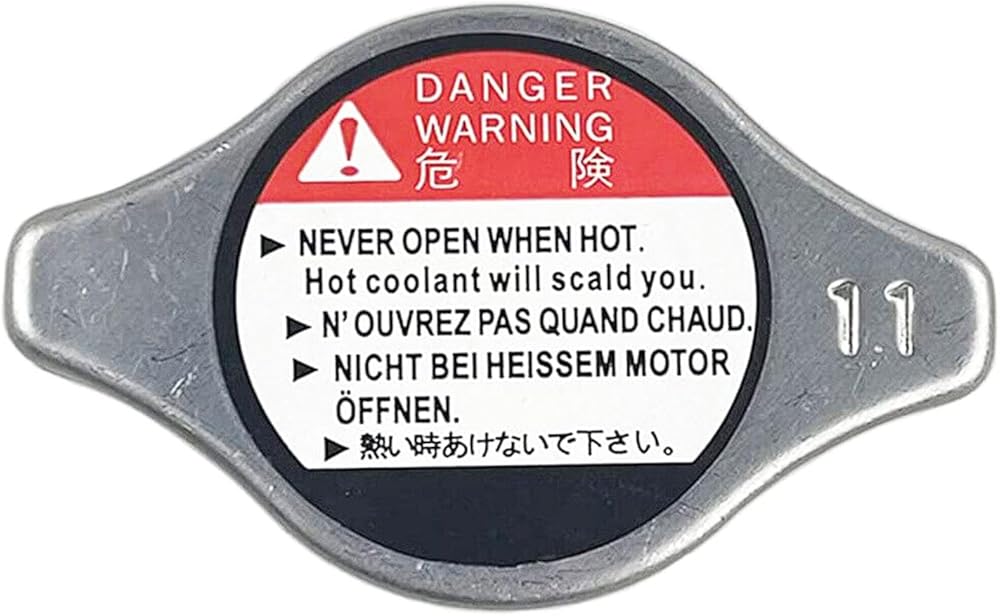 DANGER
WARNING
危 険
► NEVER OPEN WHEN HOT.
Hot coolant will scald you.
► N' OUVREZ PAS QUAND CHAUD.
► NICHT BEI HEISSEM MOTOR
ÖFFNEN.
► 熱い時あけないで下さい。
1.1